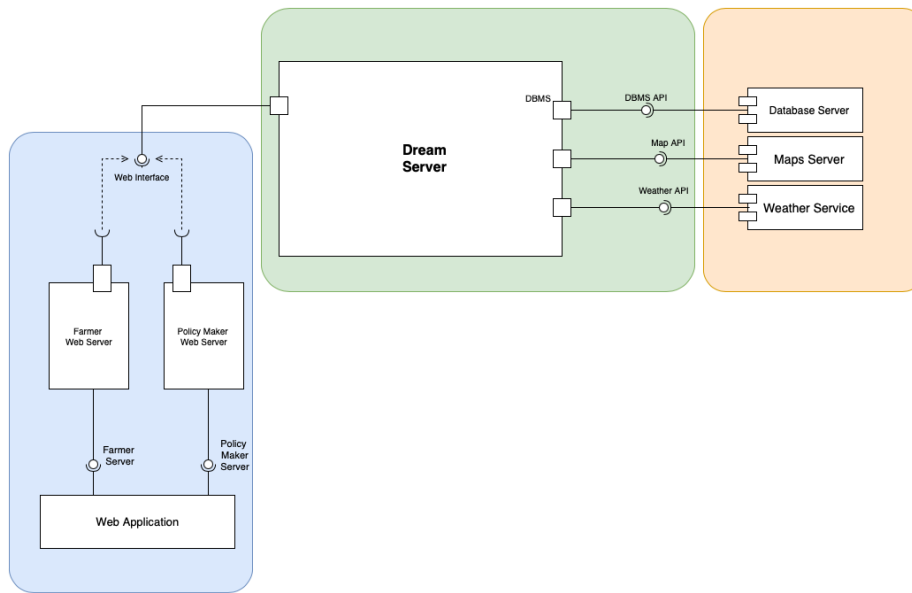 DBMS
DBMS API
Database Server
Dream
Server
Map API
Maps Server
Web Interface
Weather API
Weather Service
Farmer
Web Server
Policy Maker
Web Server
Farmer
Server
Policy
Maker
Server
Web Application